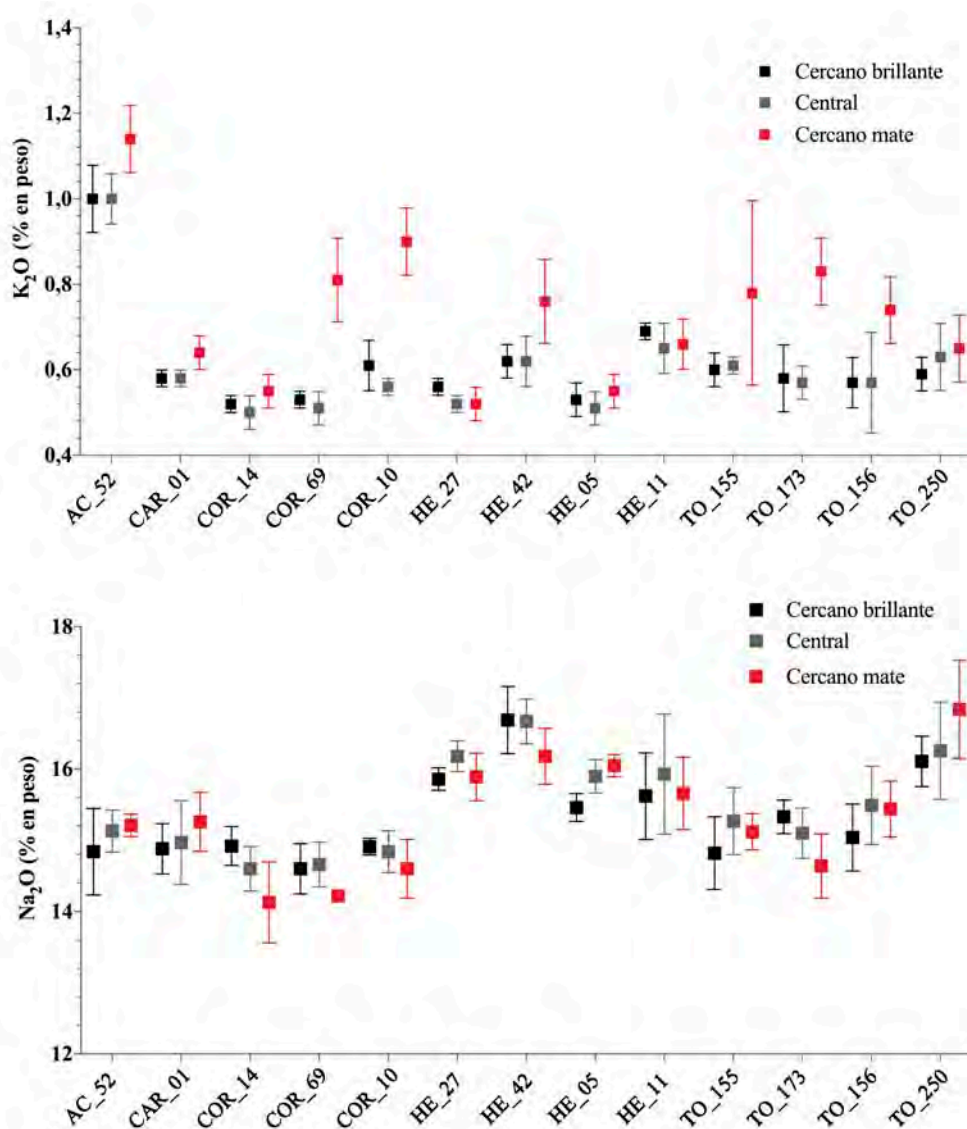 1,4
1,2
1,0
0,8
0,6
0,4
K₂O (% en peso)
Cercano brillante
Central
Cercano mate
AC_52
CAR_01
COR_14
COR_69
COR_10
HE_27
HE_42
HE_05
HE_11
TO_155
TO_173
TO_156
TO_250
18
16
14
12
Na₂O (% en peso)
Cercano brillante
Central
Cercano mate
AC_52
CAR_01
COR_14
COR_69
COR_10
HE_27
HE_42
HE_05
HE_11
TO_155
TO_173
TO_156
TO_250